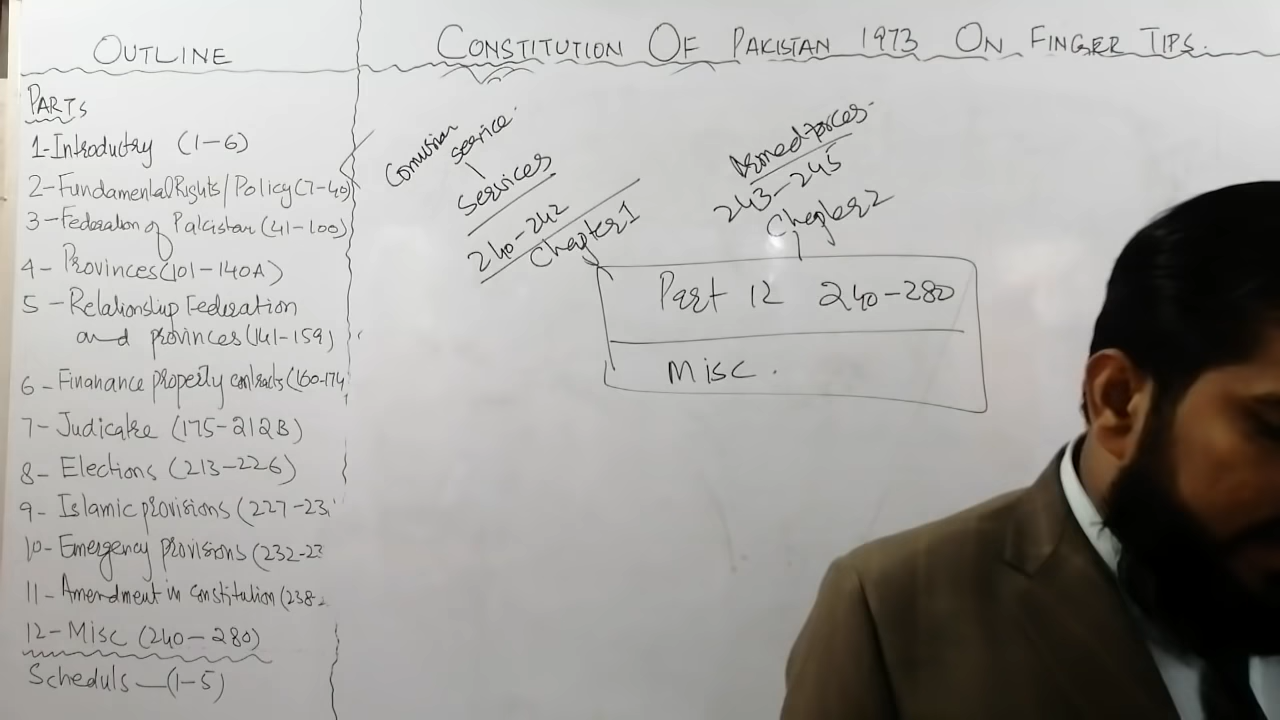 OUTLINE
CONSTITUTION OF PAKISTAN 1973 ON FINGER TIPS.
PARTS
1-Introductry (1-6)
2-Fundamental Rights/Policy (7-40)
3-Federation of Pakistan (41-100)
4- Provinces (101-140A)
5 -Relationship Federation
and provinces (141-159)
6- Finanance property contracts (160-174
7- Judicatre (175-212B)
8- Elections (213-226)
9- Islamic provisions (227-23
10- Emergency provisions (232-23
11- Amendment in constitution (238-2
12- Misc (240-280)
Scheduls -(1-5)
service
Services
240-242
Chapter 1
Armed forces
243-245
Chapter 2
Part 12 240-280
Misc.